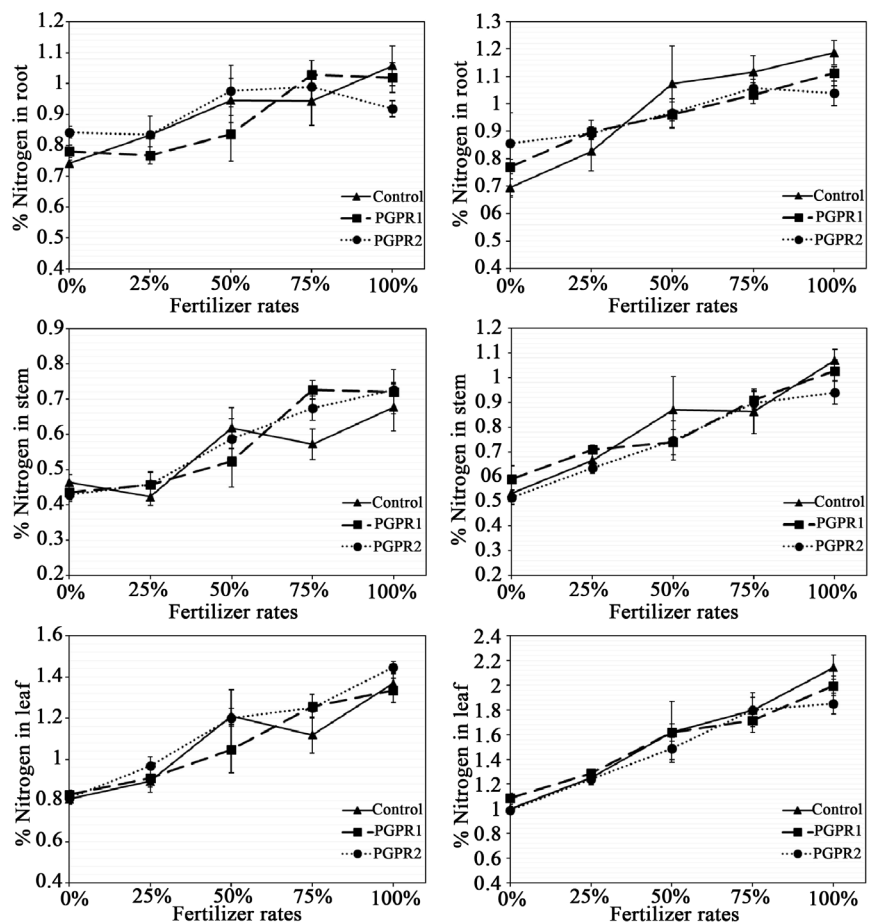 % Nitrogen in root
1.2
1.1
1
0.9
0.8
0.7
0.6
0.5
0.4
Control
PGPR1
PGPR2
0% 25% 50% 75% 100%
Fertilizer rates
% Nitrogen in root
1.3
1.2
1.1
1
0.9
0.8
0.7
06
0.5
0.4
Control
PGPR1
PGPR2
0% 25% 50% 75% 100%
Fertilizer rates
% Nitrogen in stem
0.9
0.8
0.7
0.6
0.5
0.4
0.3
0.2
Control
PGPR1
PGPR2
0% 25% 50% 75% 100%
Fertilizer rates
% Nitrogen in stem
1.2
1.1
1
0.9
0.8
0.7
06
0.5
0.4
0.3
0.2
Control
PGPR1
PGPR2
0% 25% 50% 75% 100%
Fertilizer rates
% Nitrogen in leaf
1.6
1.4
1.2
1
0.8
0.6
0.4
Control
PGPR1
PGPR2
0% 25% 50% 75% 100%
Fertilizer rates
% Nitrogen in leaf
2.4
2.2
2
1.8
1.6
1.4
1.2
1
0.8
0.6
0.4
Control
PGPR1
PGPR2
0% 25% 50% 75% 100%
Fertilizer rates